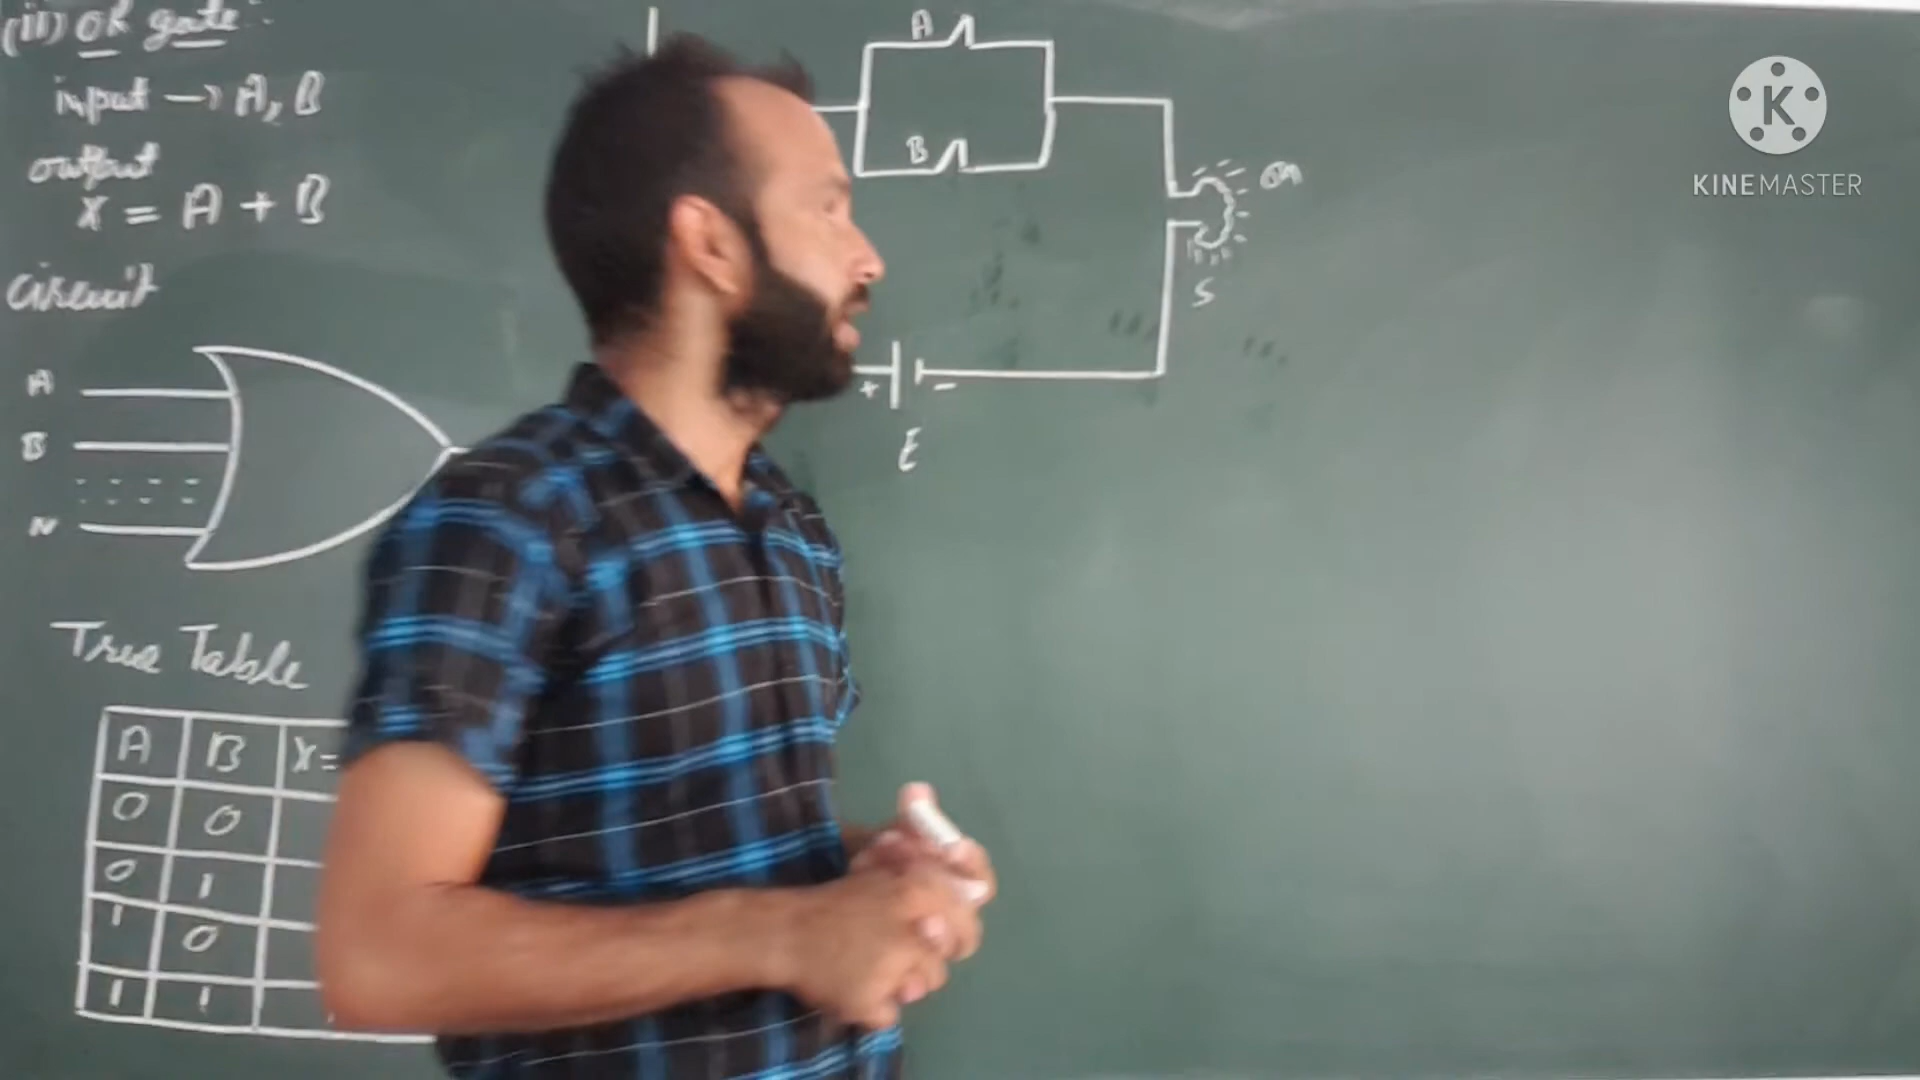 (ii) OR gate:
input → A, B
output
X = A + B
Circuit
A
B
N
True Table
A B X=
0 0
0 1
1 0
1 1
A
B
on
S
+ -
E
K
KINEMASTER